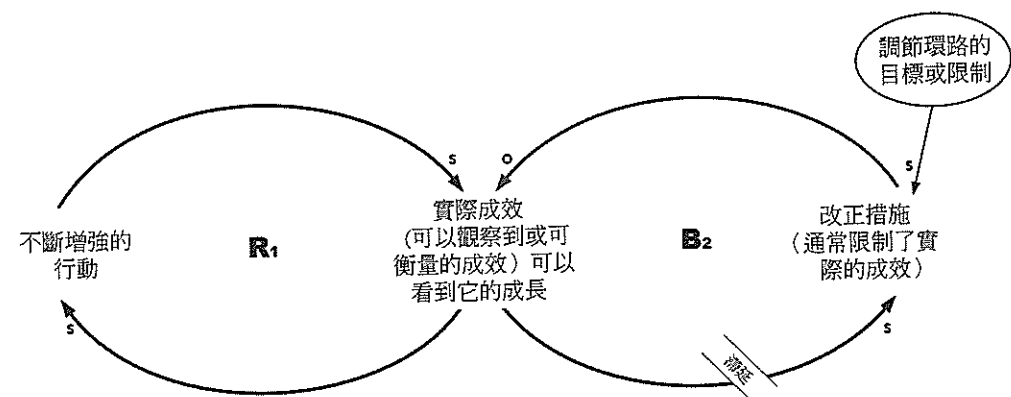 調節環路的
目標或限制
s
o
s
實際成效
(可以觀察到或可
衡量的成效）可以
看到它的成長
不斷增強的
行動
R₁
B₂
改正措施
（通常限制了實
際的成效）
s
s
滯延